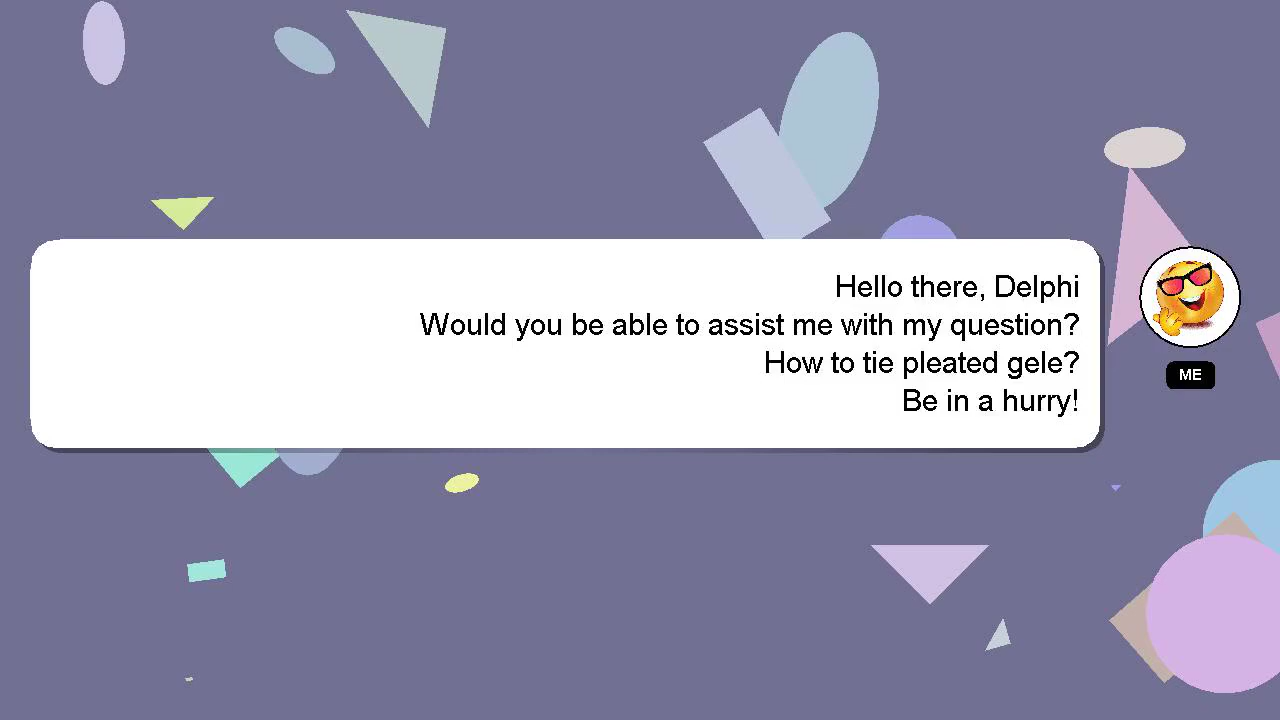 Hello there, Delphi
Would you be able to assist me with my question?
How to tie pleated gele?
Be in a hurry!
ME